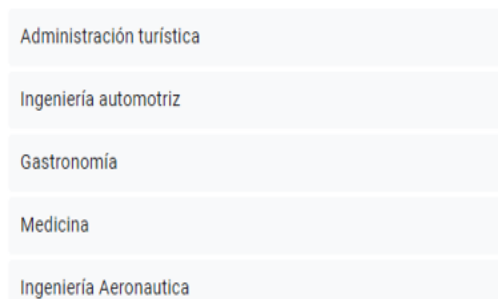 Administración turística
Ingeniería automotriz
Gastronomía
Medicina
Ingeniería Aeronautica